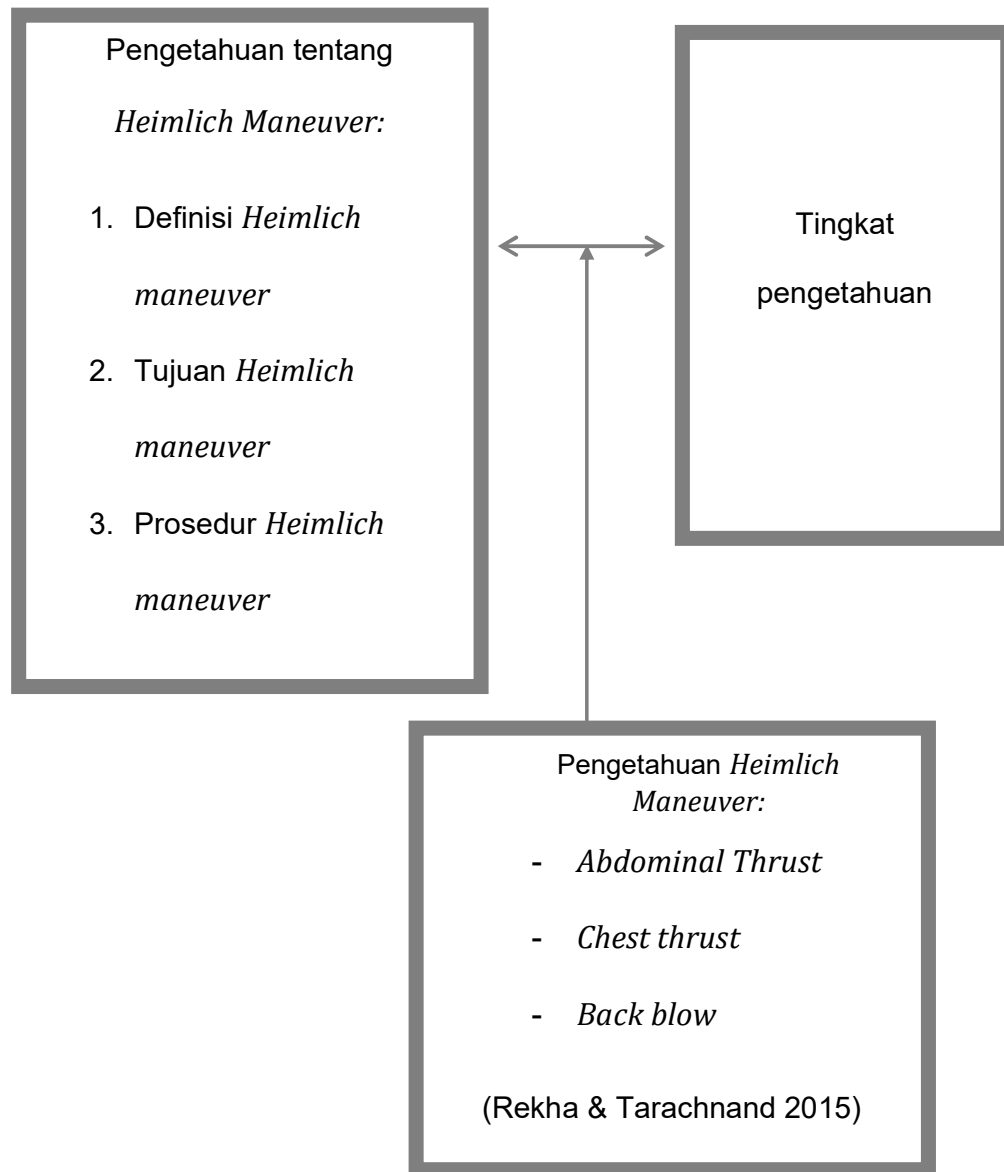 Pengetahuan tentang
Heimlich Maneuver:
1. Definisi Heimlich
maneuver
2. Tujuan Heimlich
maneuver
3. Prosedur Heimlich
maneuver
Tingkat
pengetahuan
Pengetahuan Heimlich
Maneuver:
- Abdominal Thrust
- Chest thrust
- Back blow
(Rekha & Tarachnand 2015)